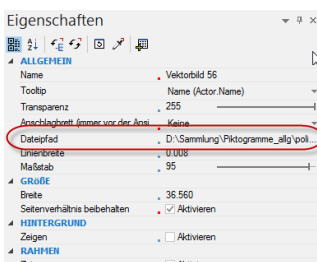 Eigenschaften
ALLGEMEIN
Name Vektorbild 56
Tooltip Name (Actor.Name)
Transparenz 255
Anschlagbrett (immer vor der Ansi... Keine
Dateipfad D:\Sammlung\Piktogramme_allg\poli...
Linienbreite 0.008
Maßstab 95
GRÖßE
Breite 36.560
Seitenverhältnis beibehalten Aktivieren
HINTERGRUND
Zeigen Aktivieren
RAHMEN